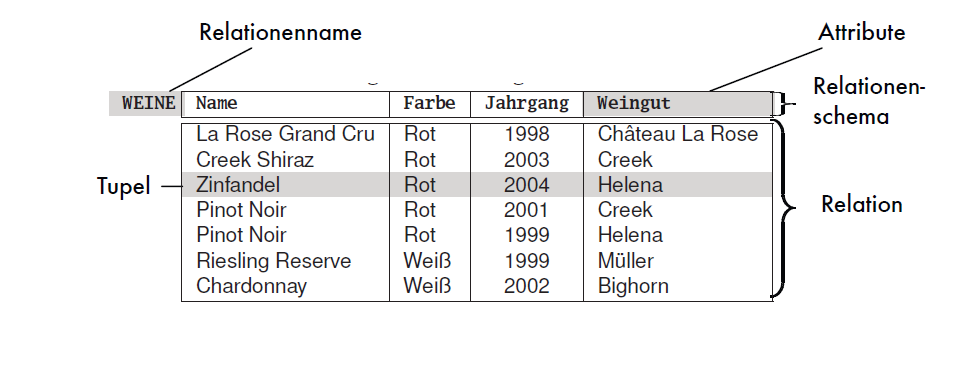 Relationenname
Attribute
WEINE Name Farbe Jahrgang Weingut
Relationen-
schema
La Rose Grand Cru Rot 1998 Château La Rose
Creek Shiraz Rot 2003 Creek
Tupel Zinfandel Rot 2004 Helena
Pinot Noir Rot 2001 Creek
Relation
Pinot Noir Rot 1999 Helena
Riesling Reserve Weiß 1999 Müller
Chardonnay Weiß 2002 Bighorn